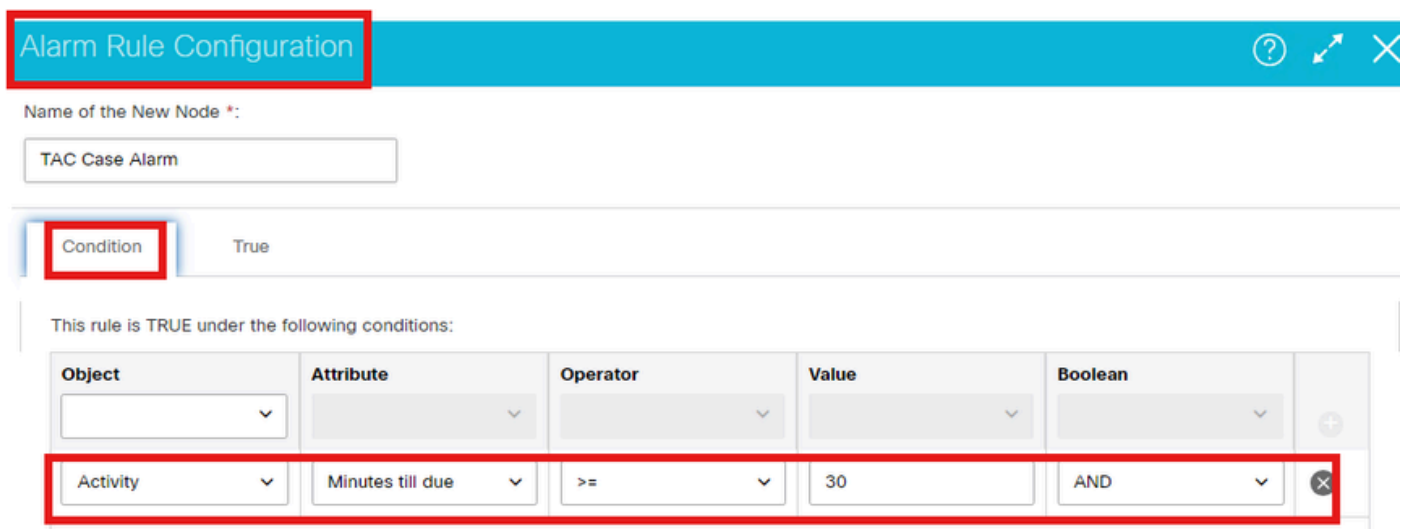 Alarm Rule Configuration
Name of the New Node *:
TAC Case Alarm
Condition True
This rule is TRUE under the following conditions:
Object Attribute Operator Value Boolean
Activity Minutes till due >= 30 AND